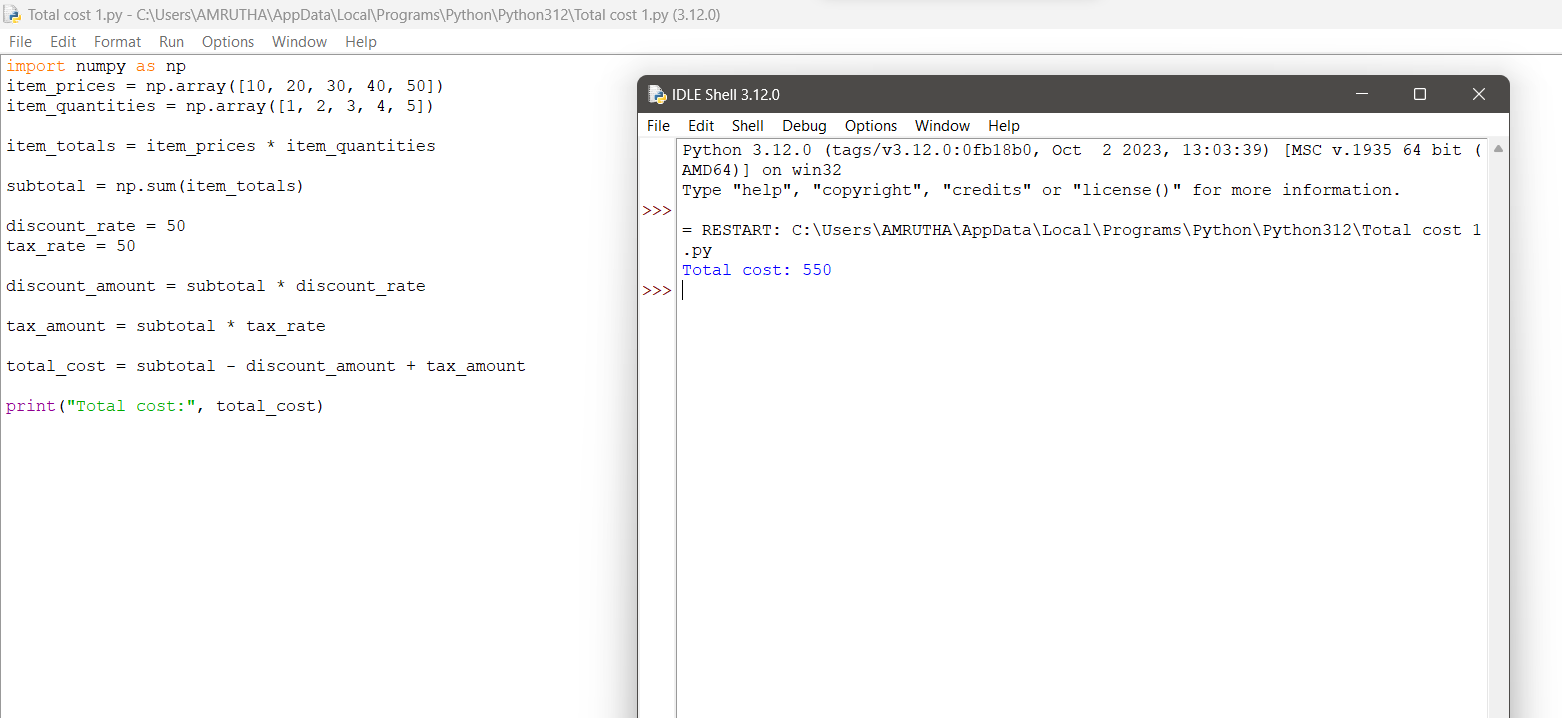 Total cost 1.py - C:\Users\AMRUTHA\AppData\Local\Programs\Python\Python312\Total cost 1.py (3.12.0)
File Edit Format Run Options Window Help
import numpy as np
item_prices = np.array([10, 20, 30, 40, 50])
item_quantities = np.array([1, 2, 3, 4, 5])
item_totals = item_prices * item_quantities
subtotal = np.sum(item_totals)
discount_rate = 50
tax_rate = 50
discount_amount = subtotal * discount_rate
tax_amount = subtotal * tax_rate
total_cost = subtotal - discount_amount + tax_amount
print("Total cost:", total_cost)
IDLE Shell 3.12.0
File Edit Shell Debug Options Window Help
Python 3.12.0 (tags/v3.12.0:0fb18b0, Oct  2 2023, 13:03:39) [MSC v.1935 64 bit (
AMD64)] on win32
Type "help", "copyright", "credits" or "license()" for more information.
>>>
= RESTART: C:\Users\AMRUTHA\AppData\Local\Programs\Python\Python312\Total cost 1
.py
Total cost: 550
>>>